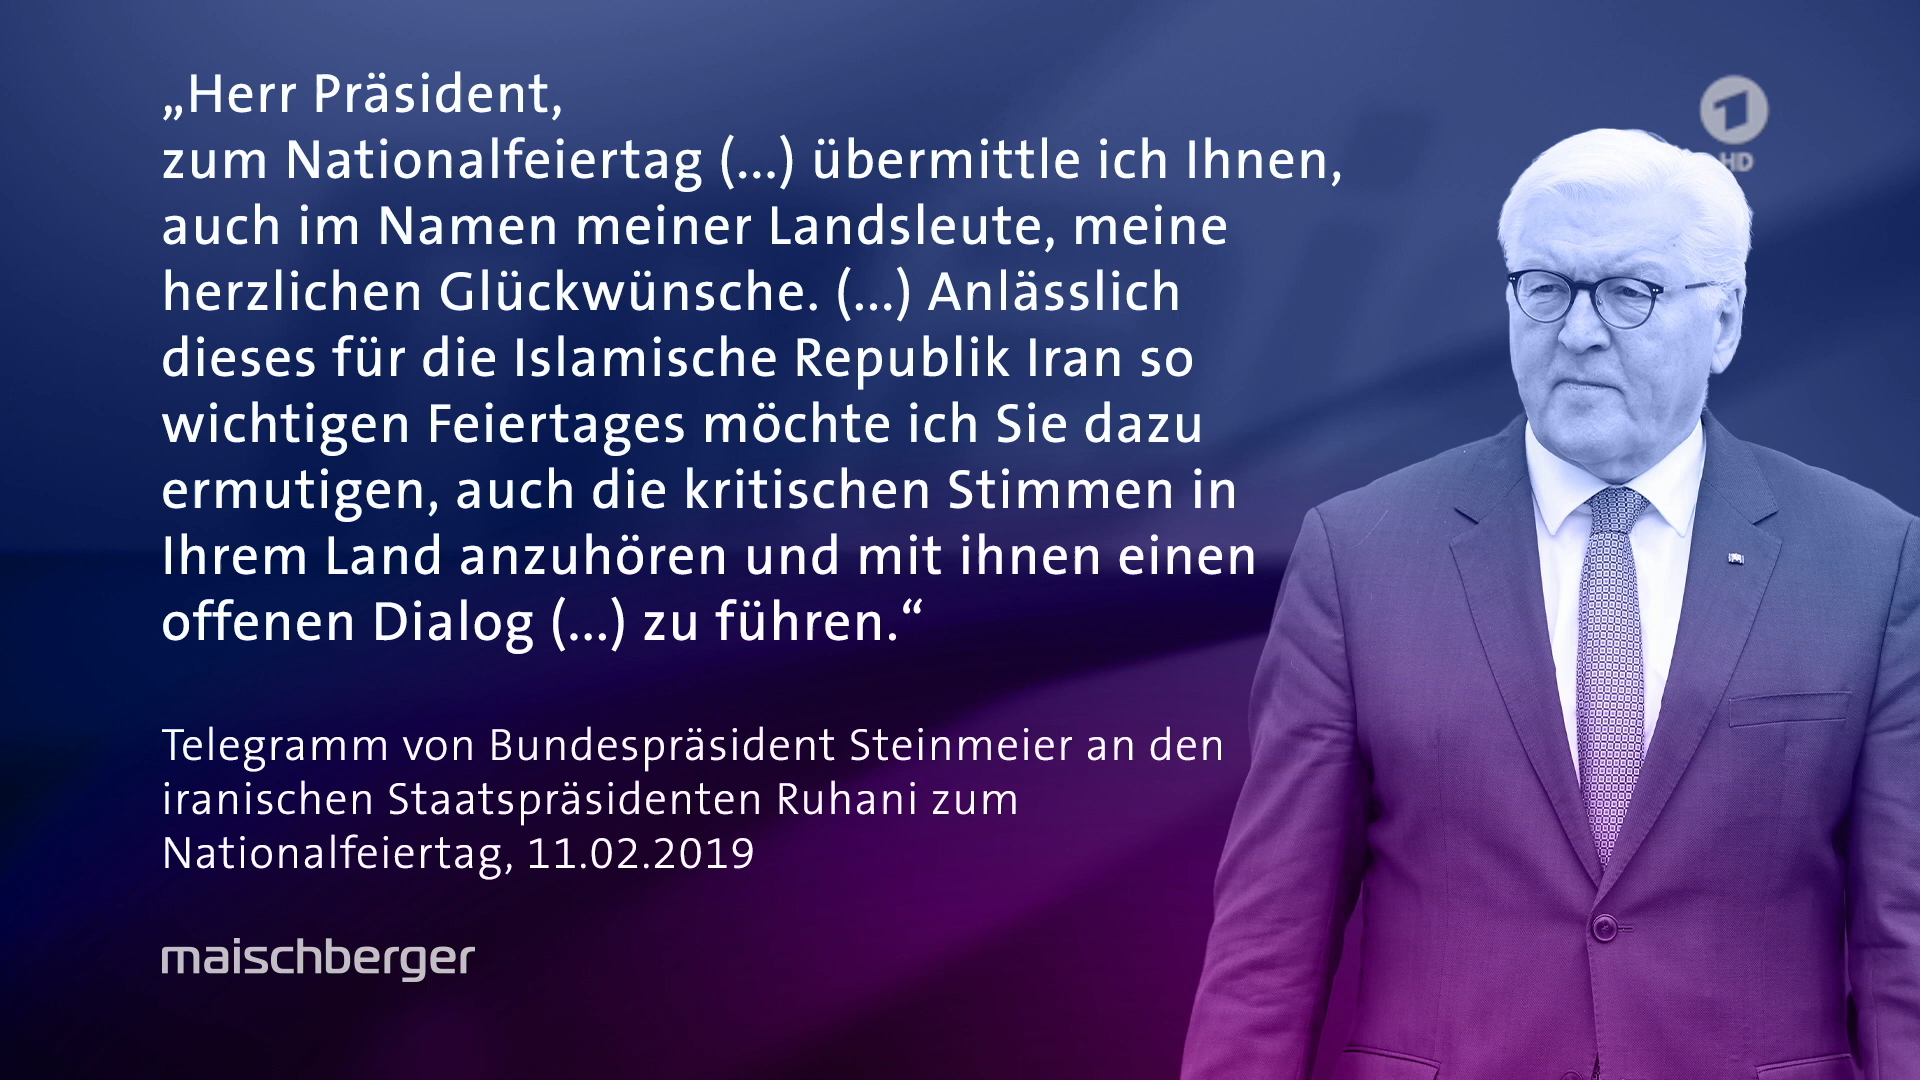 „Herr Präsident,
zum Nationalfeiertag (...) übermittle ich Ihnen,
auch im Namen meiner Landsleute, meine
herzlichen Glückwünsche. (...) Anlässlich
dieses für die Islamische Republik Iran so
wichtigen Feiertages möchte ich Sie dazu
ermutigen, auch die kritischen Stimmen in
Ihrem Land anzuhören und mit ihnen einen
offenen Dialog (...) zu führen.“
Telegramm von Bundespräsident Steinmeier an den
iranischen Staatspräsidenten Ruhani zum
Nationalfeiertag, 11.02.2019
maischberger
1
HD